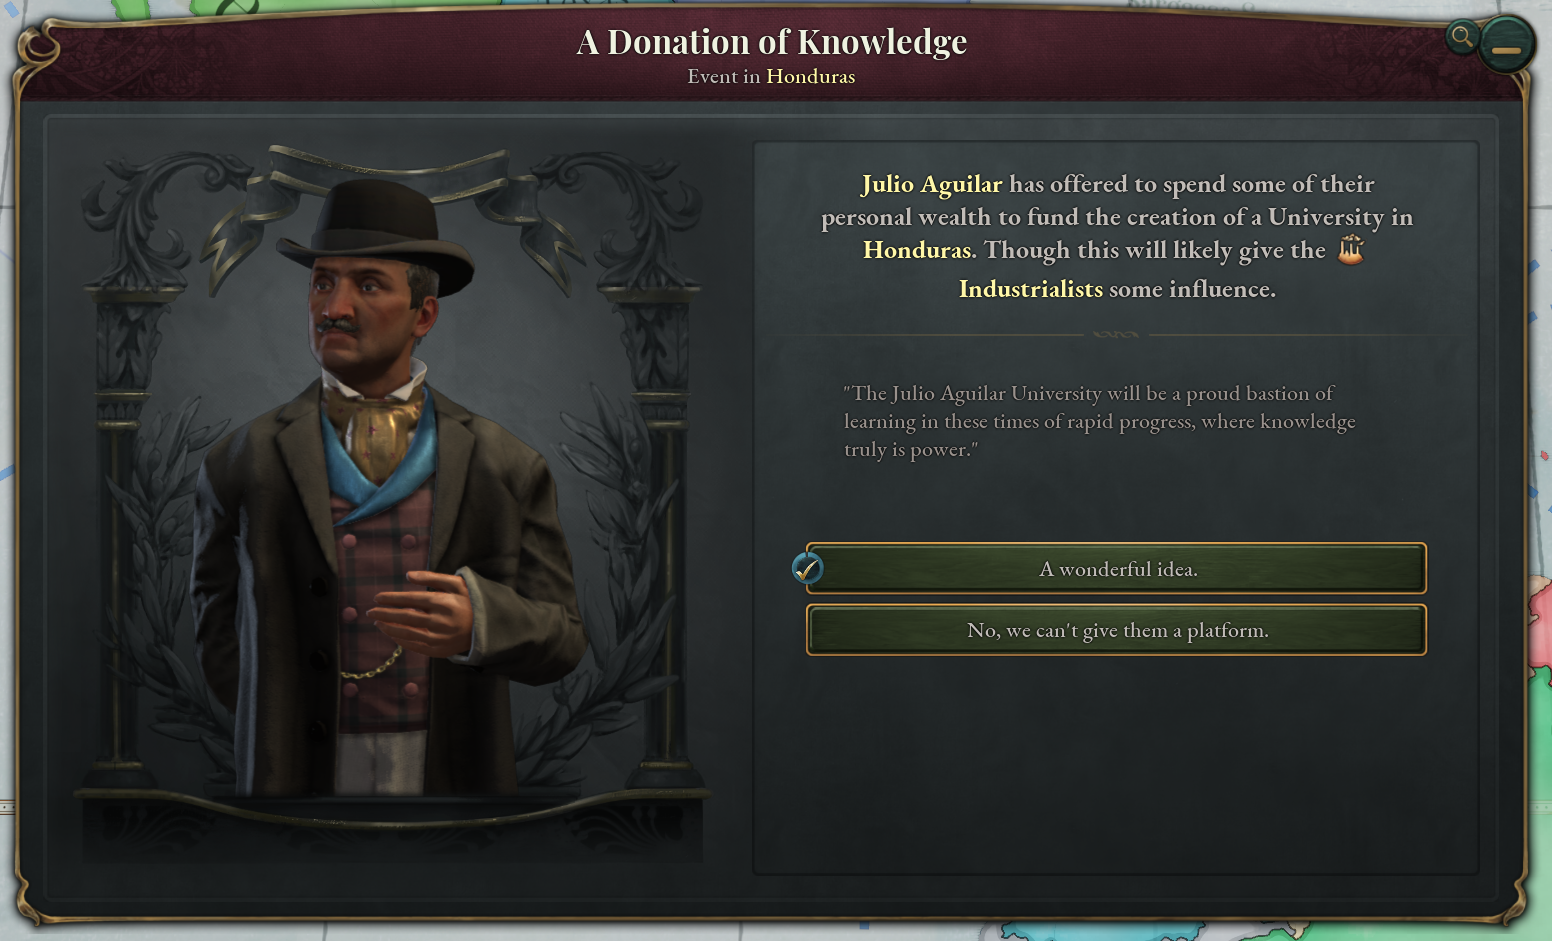 A Donation of Knowledge
Event in Honduras
Julio Aguilar has offered to spend some of their
personal wealth to fund the creation of a University in
Honduras. Though this will likely give the
Industrialists some influence.
"The Julio Aguilar University will be a proud bastion of
learning in these times of rapid progress, where knowledge
truly is power."
A wonderful idea.
No, we can't give them a platform.